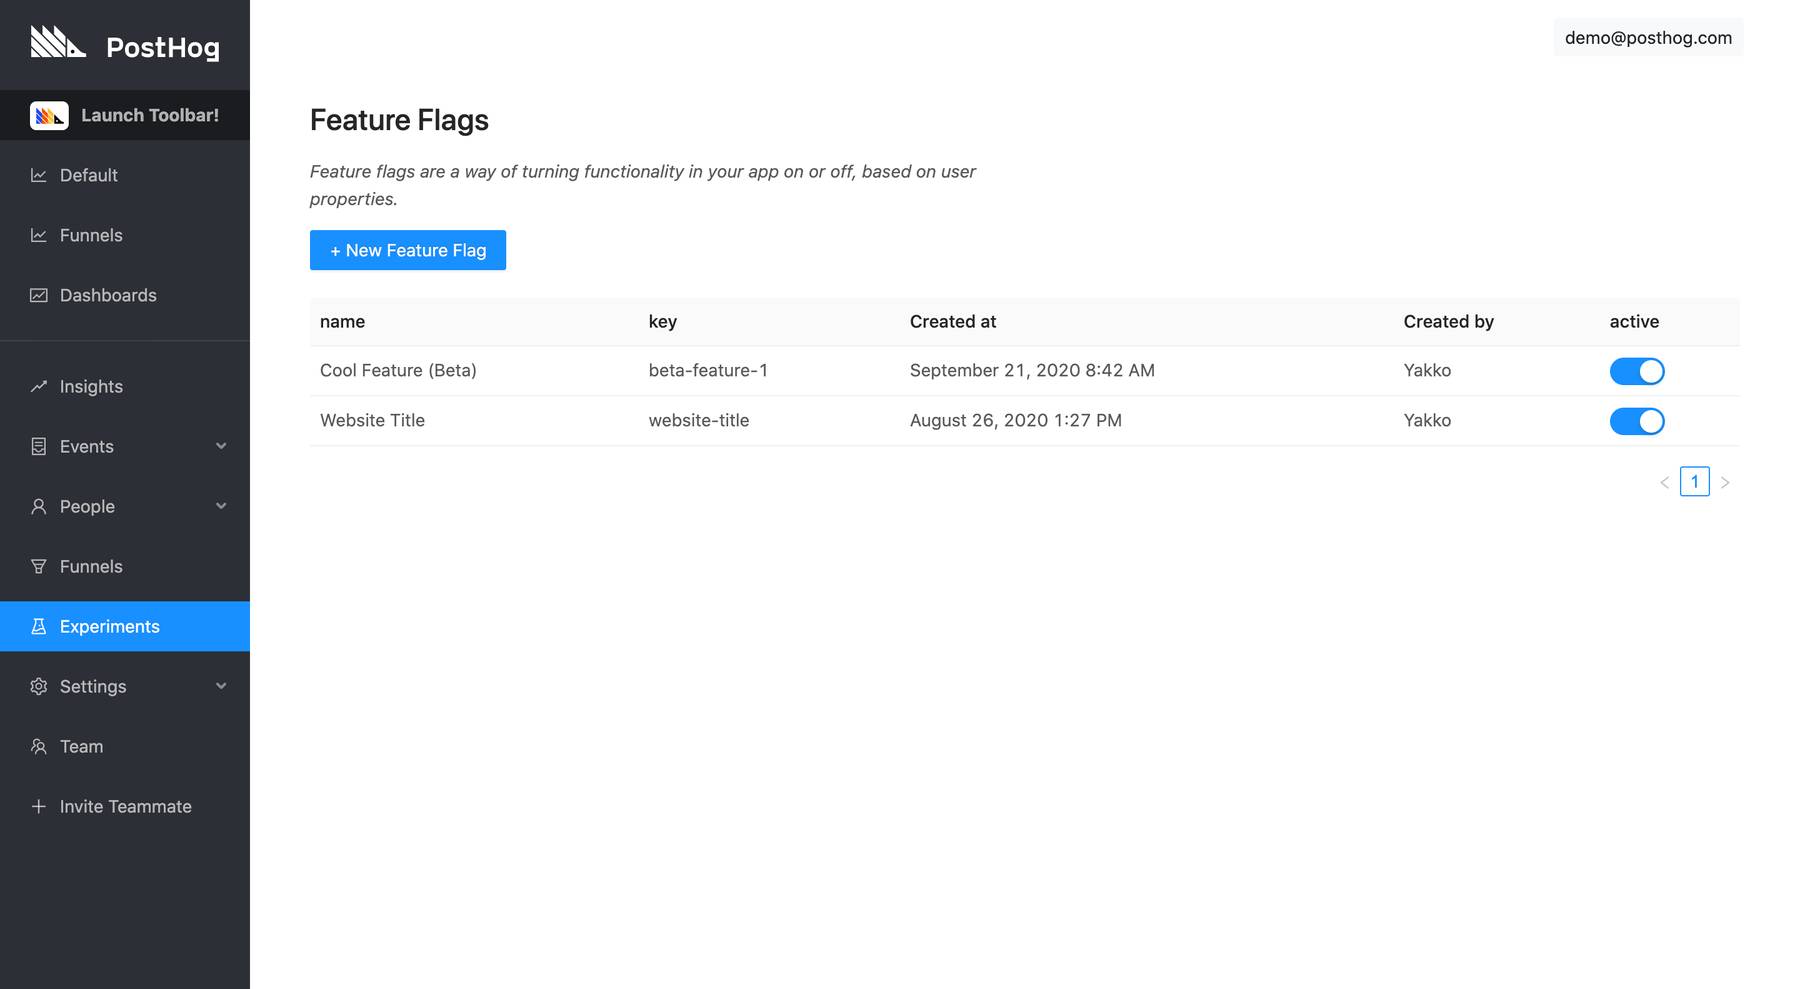 PostHog
demo@posthog.com
Launch Toolbar!
Default
Funnels
Dashboards
Insights
Events
People
Funnels
Experiments
Settings
Team
Invite Teammate
Feature Flags
Feature flags are a way of turning functionality in your app on or off, based on user
properties.
+ New Feature Flag
name key Created at Created by active
Cool Feature (Beta) beta-feature-1 September 21, 2020 8:42 AM Yakko
Website Title website-title August 26, 2020 1:27 PM Yakko
< 1 >